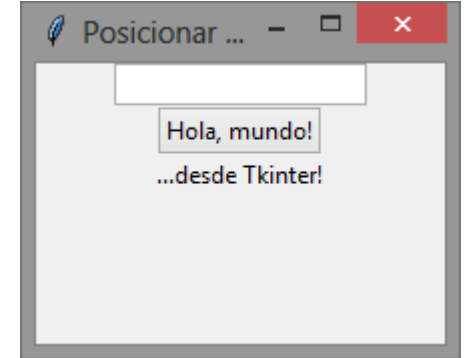 Posicionar ...
Hola, mundo!
...desde Tkinter!